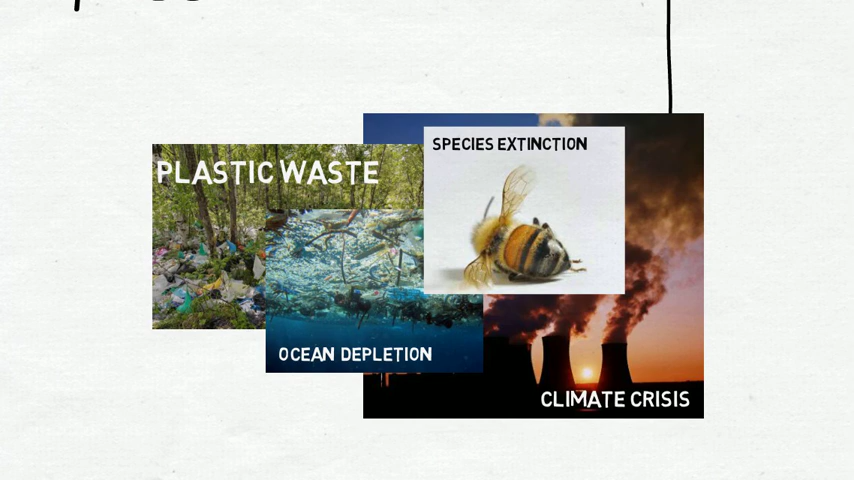 SPECIES EXTINCTION
PLASTIC WASTE
OCEAN DEPLETION
CLIMATE CRISIS